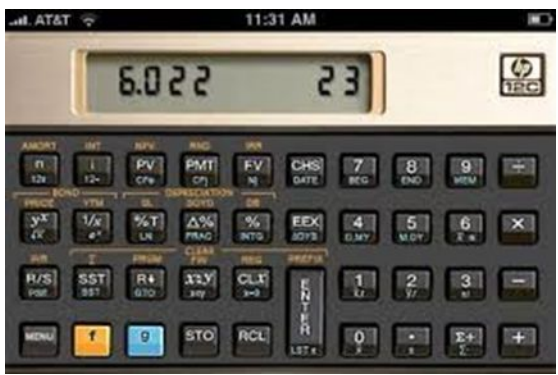 AT&T 11:31 AM
6.022 23
hp
12C
AMORT INT NPV RND IRR
n i PV PMT FV CHS 7 8 9 ÷
12x 12÷ CFo CFj Nj DATE BEG END MEM
BOND DEPRECIATION
PRICE YTM SL SOYD DB
yx 1/x %T Δ% % EEX 4 5 6 ×
√x ex LN FRAC INTG ΔDYS D.MY M.DY x̄w
CLEAR
Σ PRGM FIN REG PREFIX
R/S SST R↓ x≷y CLx ENTER 1 2 3 −
PSE BST GTO x≤y x=0
MENU f g STO RCL 0 . Σ+ +
LST x x̄ s Σ-